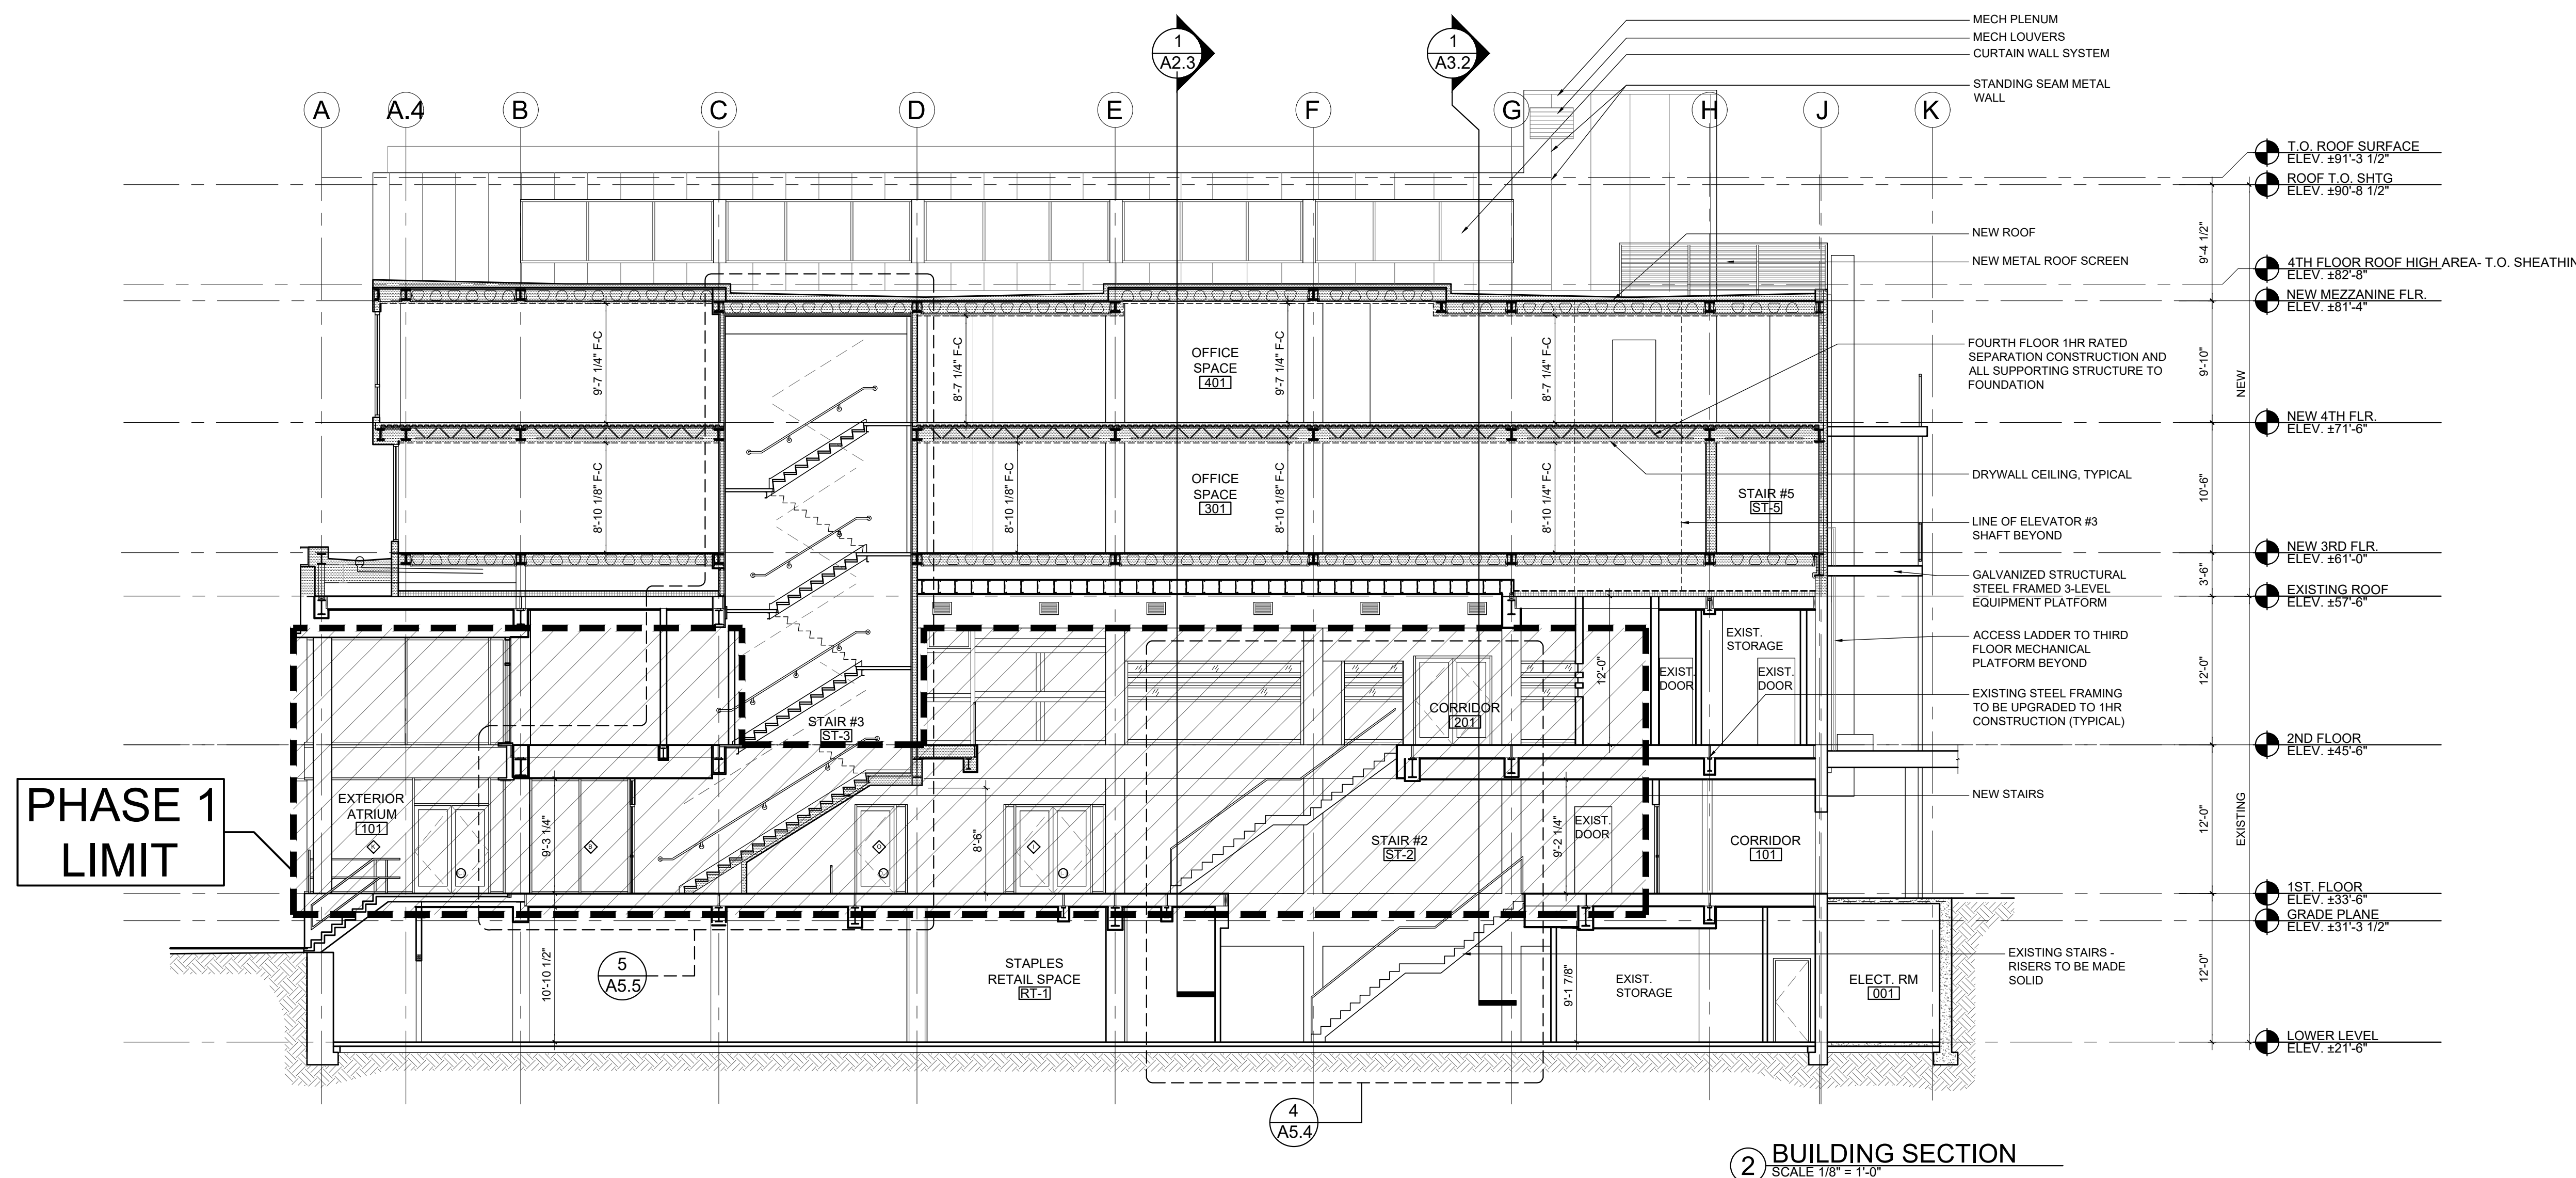 1
A2.3
1
A3.2
MECH PLENUM
MECH LOUVERS
CURTAIN WALL SYSTEM
STANDING SEAM METAL
WALL
A
A.4
B
C
D
E
F
G
H
J
K
T.O. ROOF SURFACE
ELEV. ±91'-3 1/2"
ROOF T.O. SHTG
ELEV. ±90'-8 1/2"
9'-4 1/2"
NEW ROOF
NEW METAL ROOF SCREEN
4TH FLOOR ROOF HIGH AREA- T.O. SHEATHIN
ELEV. ±82'-8"
NEW MEZZANINE FLR.
ELEV. ±81'-4"
9'-7 1/4" F-C
8'-7 1/4" F-C
OFFICE
SPACE
401
9'-7 1/4" F-C
8'-7 1/4" F-C
FOURTH FLOOR 1HR RATED
SEPARATION CONSTRUCTION AND
ALL SUPPORTING STRUCTURE TO
FOUNDATION
9'-10"
NEW
NEW 4TH FLR.
ELEV. ±71'-6"
8'-10 1/8" F-C
8'-10 1/8" F-C
OFFICE
SPACE
301
8'-10 1/8" F-C
8'-10 1/4" F-C
STAIR #5
ST-5
DRYWALL CEILING, TYPICAL
10'-6"
LINE OF ELEVATOR #3
SHAFT BEYOND
NEW 3RD FLR.
ELEV. ±61'-0"
GALVANIZED STRUCTURAL
STEEL FRAMED 3-LEVEL
EQUIPMENT PLATFORM
3'-6"
EXISTING ROOF
ELEV. ±57'-6"
ACCESS LADDER TO THIRD
FLOOR MECHANICAL
PLATFORM BEYOND
EXIST.
STORAGE
EXIST.
DOOR
EXIST.
DOOR
12'-0"
12'-0"
EXISTING STEEL FRAMING
TO BE UPGRADED TO 1HR
CONSTRUCTION (TYPICAL)
STAIR #3
ST-3
CORRIDOR
201
2ND FLOOR
ELEV. ±45'-6"
PHASE 1
LIMIT
EXTERIOR
ATRIUM
101
K
9'-3 1/4"
B
O
8'-6"
I
STAIR #2
ST-2
9'-2 1/4"
EXIST.
DOOR
CORRIDOR
101
NEW STAIRS
12'-0"
EXISTING
1ST. FLOOR
ELEV. ±33'-6"
GRADE PLANE
ELEV. ±31'-3 1/2"
5
A5.5
10'-10 1/2"
STAPLES
RETAIL SPACE
RT-1
9'-1 7/8"
EXIST.
STORAGE
ELECT. RM
001
EXISTING STAIRS -
RISERS TO BE MADE
SOLID
12'-0"
LOWER LEVEL
ELEV. ±21'-6"
4
A5.4
2
BUILDING SECTION
SCALE 1/8" = 1'-0"